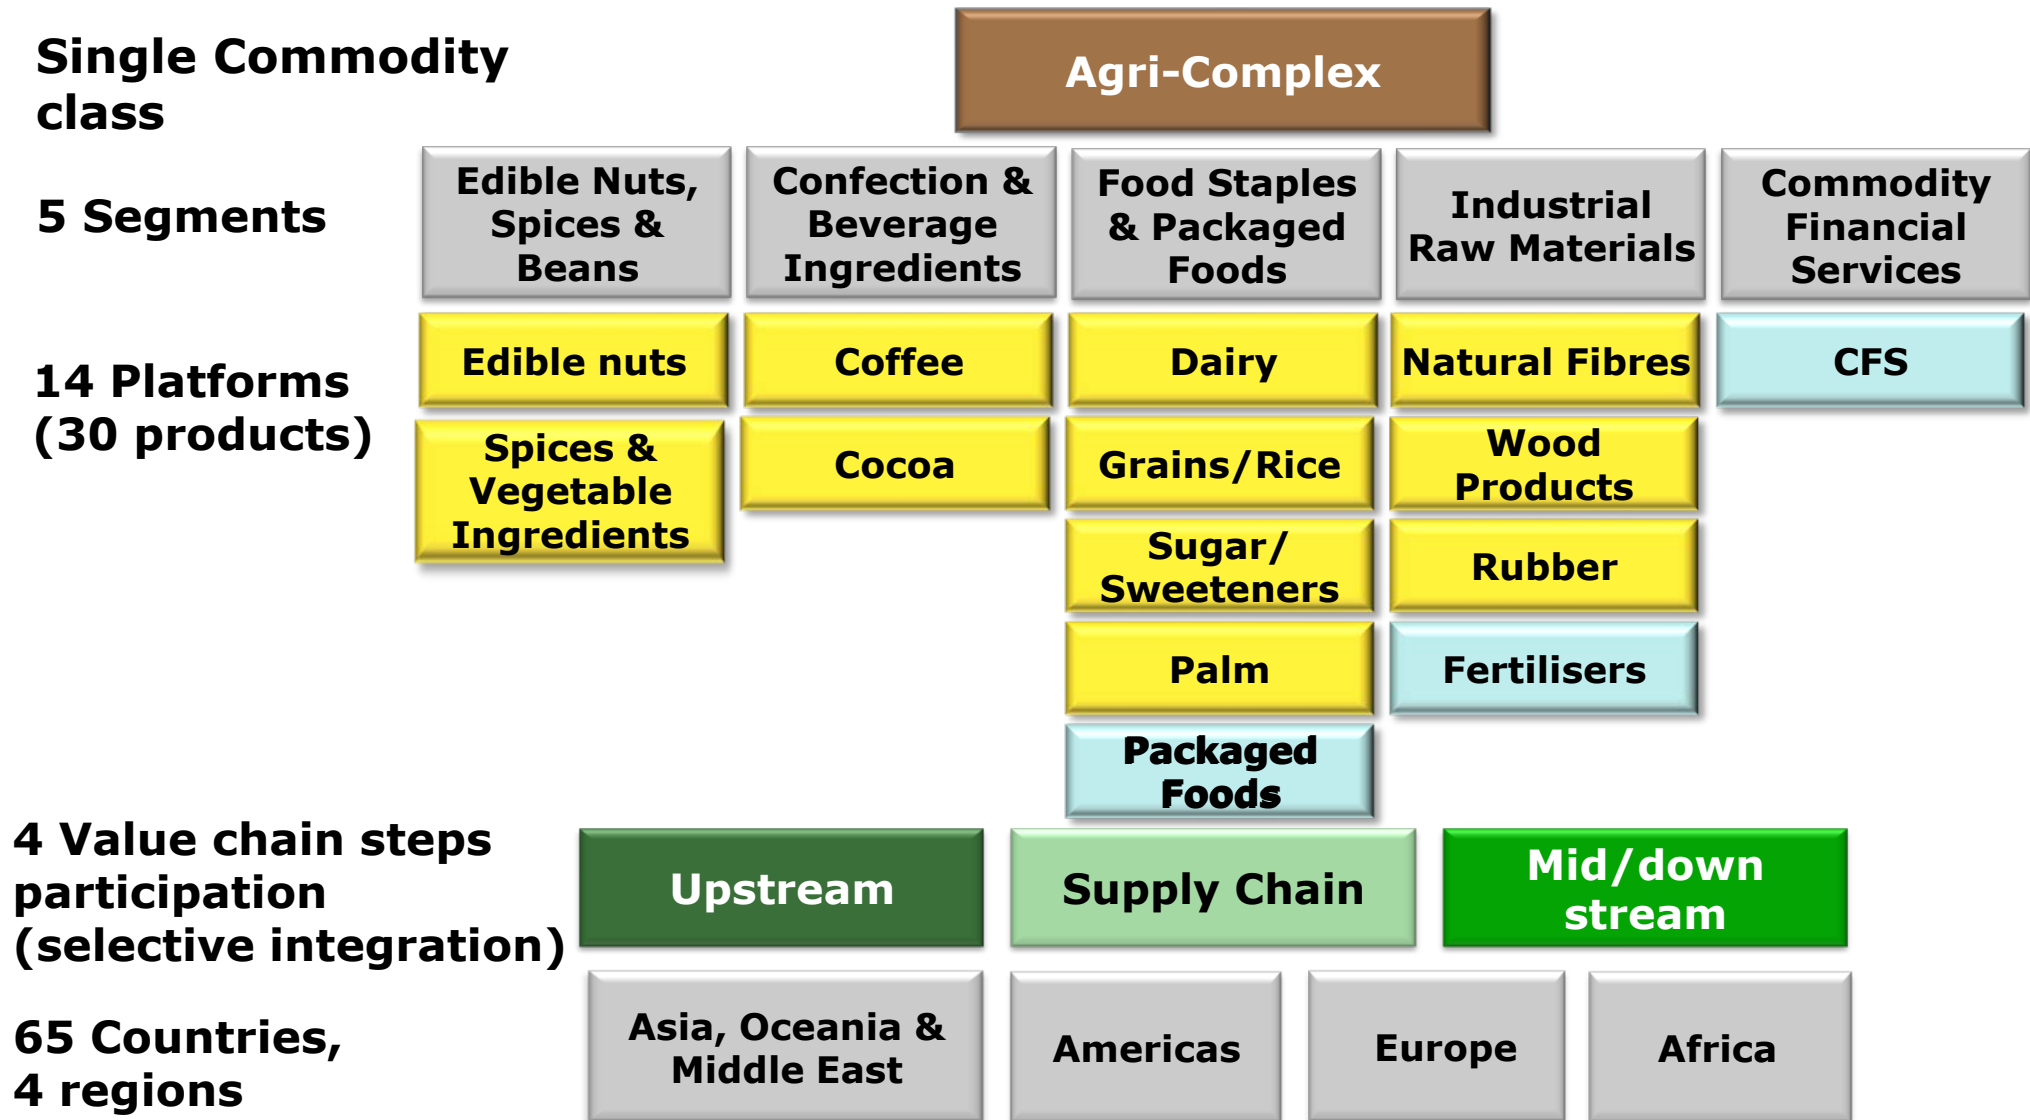 Single Commodity
class
Agri-Complex
5 Segments
Edible Nuts,
Spices &
Beans
Confection &
Beverage
Ingredients
Food Staples
& Packaged
Foods
Industrial
Raw Materials
Commodity
Financial
Services
14 Platforms
(30 products)
Edible nuts
Coffee
Dairy
Natural Fibres
CFS
Spices &
Vegetable
Ingredients
Cocoa
Grains/Rice
Wood
Products
Sugar/
Sweeteners
Rubber
Palm
Fertilisers
Packaged
Foods
4 Value chain steps
participation
(selective integration)
Upstream
Supply Chain
Mid/down
stream
65 Countries,
4 regions
Asia, Oceania &
Middle East
Americas
Europe
Africa